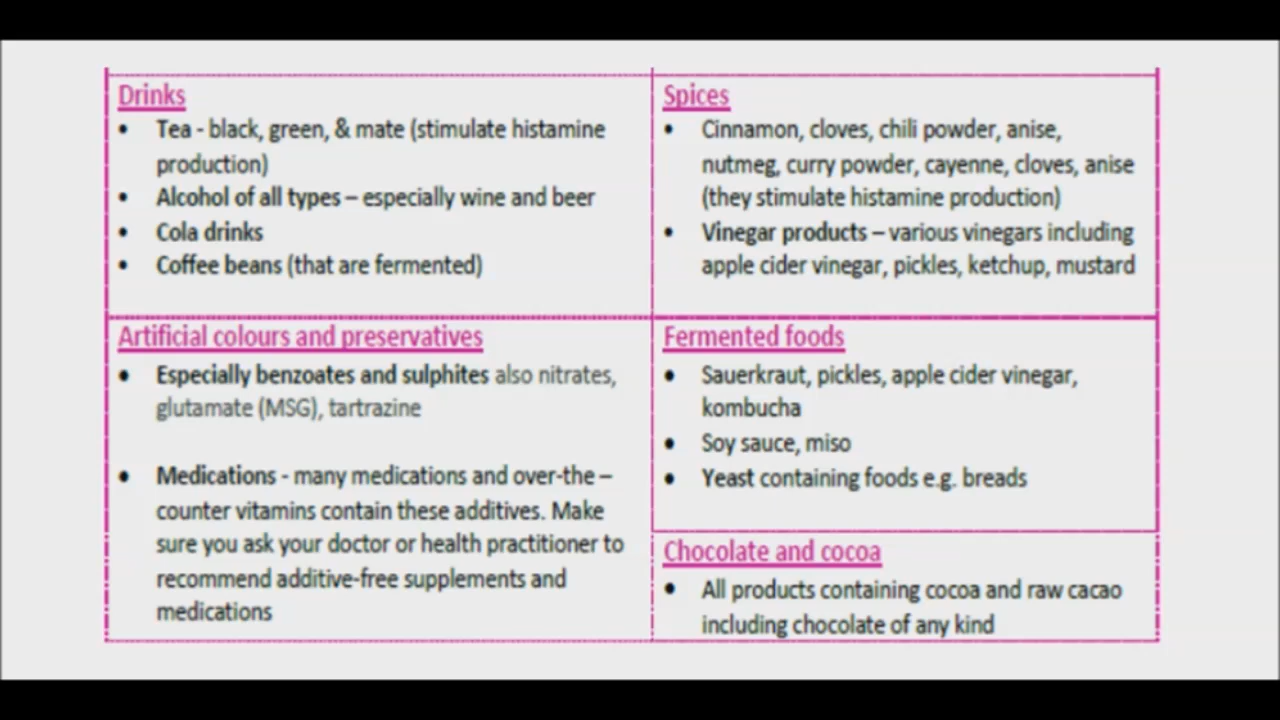 Drinks
• Tea - black, green, & mate (stimulate histamine
production)
• Alcohol of all types – especially wine and beer
• Cola drinks
• Coffee beans (that are fermented)
Spices
• Cinnamon, cloves, chili powder, anise,
nutmeg, curry powder, cayenne, cloves, anise
(they stimulate histamine production)
• Vinegar products – various vinegars including
apple cider vinegar, pickles, ketchup, mustard
Artificial colours and preservatives
• Especially benzoates and sulphites also nitrates,
glutamate (MSG), tartrazine
• Medications - many medications and over-the –
counter vitamins contain these additives. Make
sure you ask your doctor or health practitioner to
recommend additive-free supplements and
medications
Fermented foods
• Sauerkraut, pickles, apple cider vinegar,
kombucha
• Soy sauce, miso
• Yeast containing foods e.g. breads
Chocolate and cocoa
• All products containing cocoa and raw cacao
including chocolate of any kind